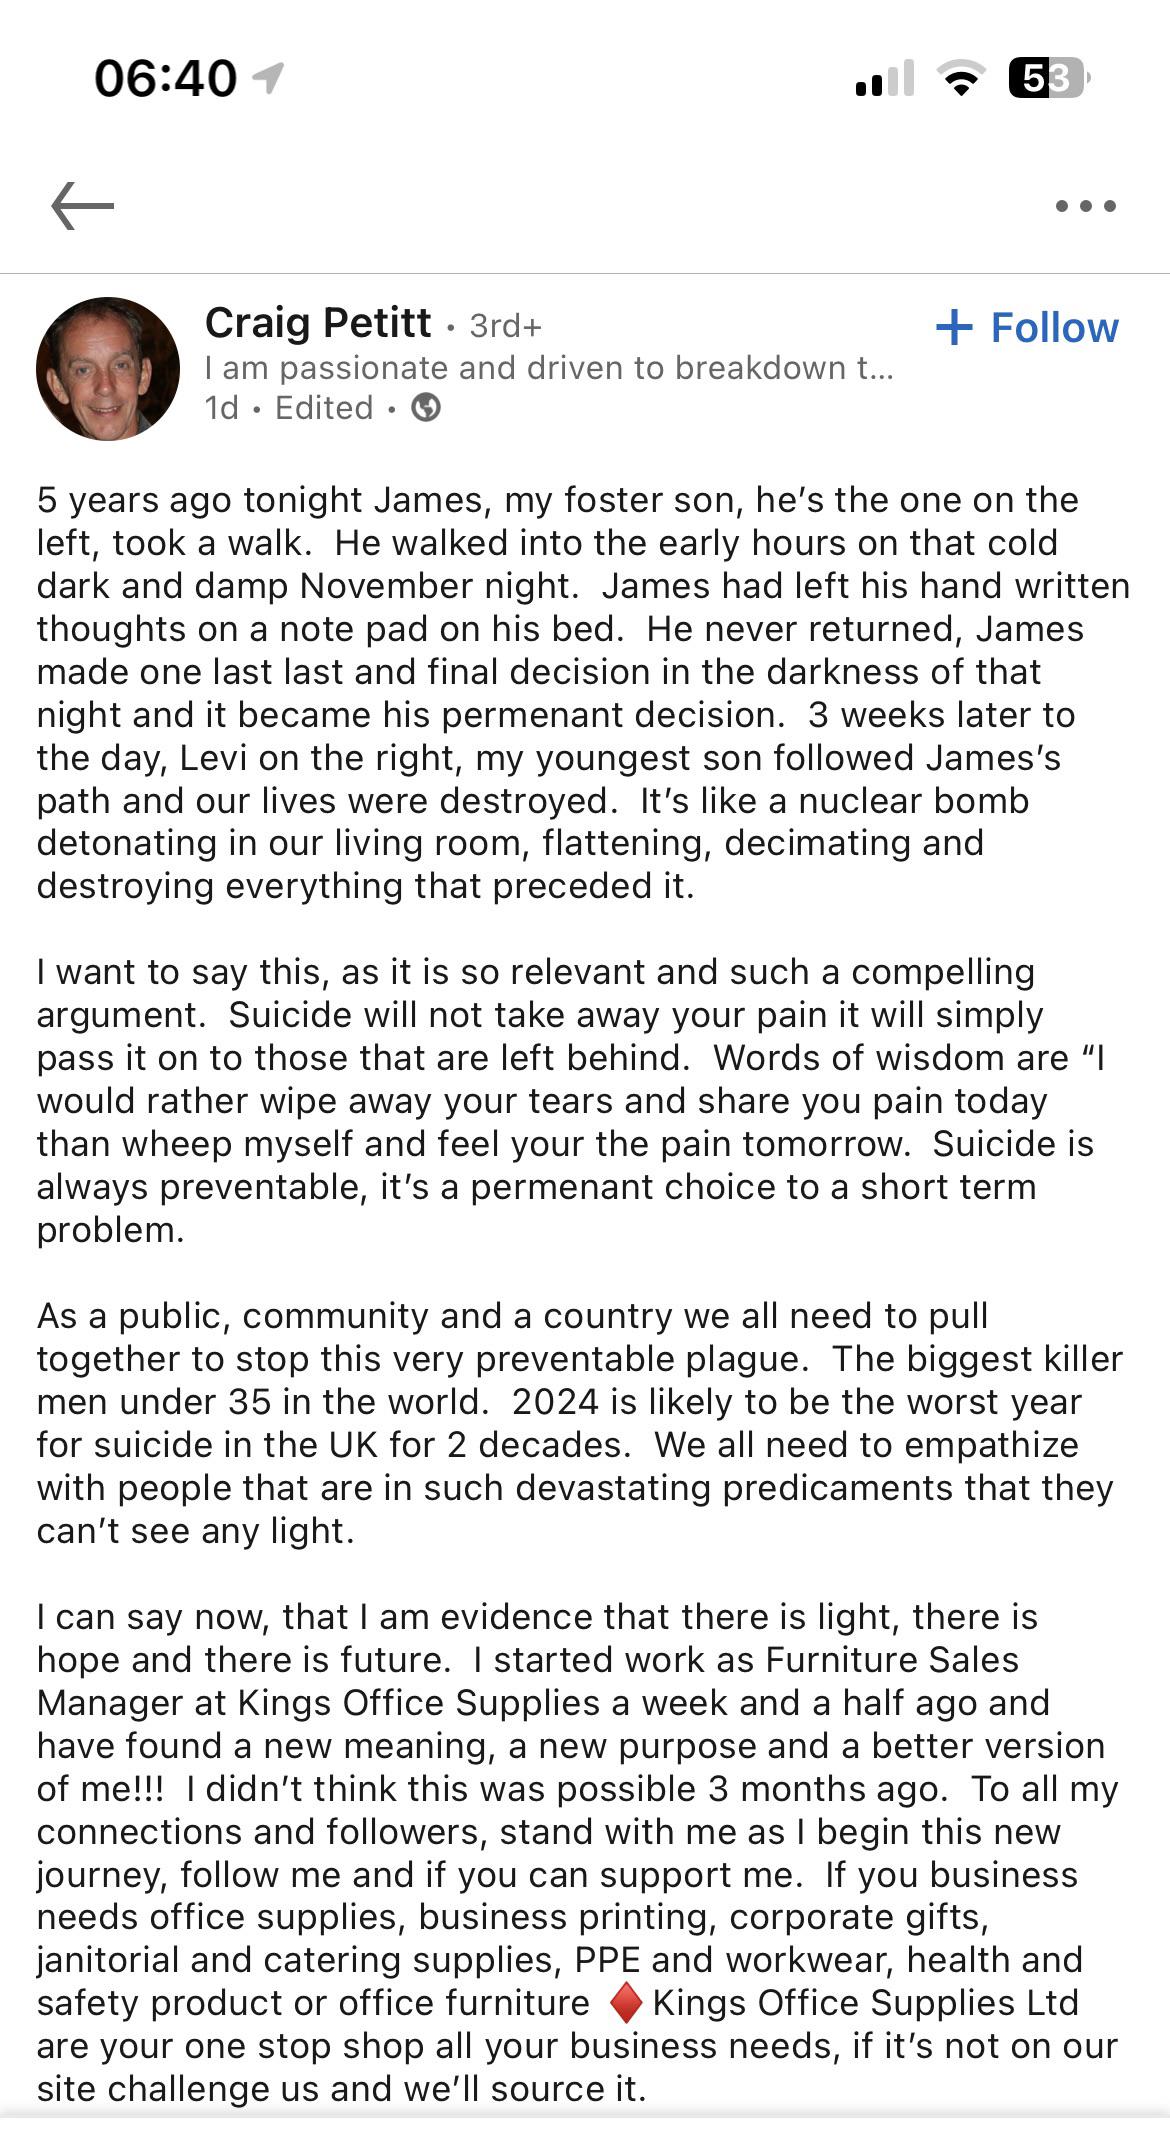 06:40
53
Craig Petitt • 3rd+
+ Follow
I am passionate and driven to breakdown t...
1d • Edited •
5 years ago tonight James, my foster son, he’s the one on the
left, took a walk.  He walked into the early hours on that cold
dark and damp November night.  James had left his hand written
thoughts on a note pad on his bed.  He never returned, James
made one last last and final decision in the darkness of that
night and it became his permenant decision.  3 weeks later to
the day, Levi on the right, my youngest son followed James’s
path and our lives were destroyed.  It’s like a nuclear bomb
detonating in our living room, flattening, decimating and
destroying everything that preceded it.
I want to say this, as it is so relevant and such a compelling
argument.  Suicide will not take away your pain it will simply
pass it on to those that are left behind.  Words of wisdom are “I
would rather wipe away your tears and share you pain today
than wheep myself and feel your the pain tomorrow.  Suicide is
always preventable, it’s a permenant choice to a short term
problem.
As a public, community and a country we all need to pull
together to stop this very preventable plague.  The biggest killer
men under 35 in the world.  2024 is likely to be the worst year
for suicide in the UK for 2 decades.  We all need to empathize
with people that are in such devastating predicaments that they
can’t see any light.
I can say now, that I am evidence that there is light, there is
hope and there is future.  I started work as Furniture Sales
Manager at Kings Office Supplies a week and a half ago and
have found a new meaning, a new purpose and a better version
of me!!!  I didn’t think this was possible 3 months ago.  To all my
connections and followers, stand with me as I begin this new
journey, follow me and if you can support me.  If you business
needs office supplies, business printing, corporate gifts,
janitorial and catering supplies, PPE and workwear, health and
safety product or office furniture ♦️Kings Office Supplies Ltd
are your one stop shop all your business needs, if it’s not on our
site challenge us and we’ll source it.